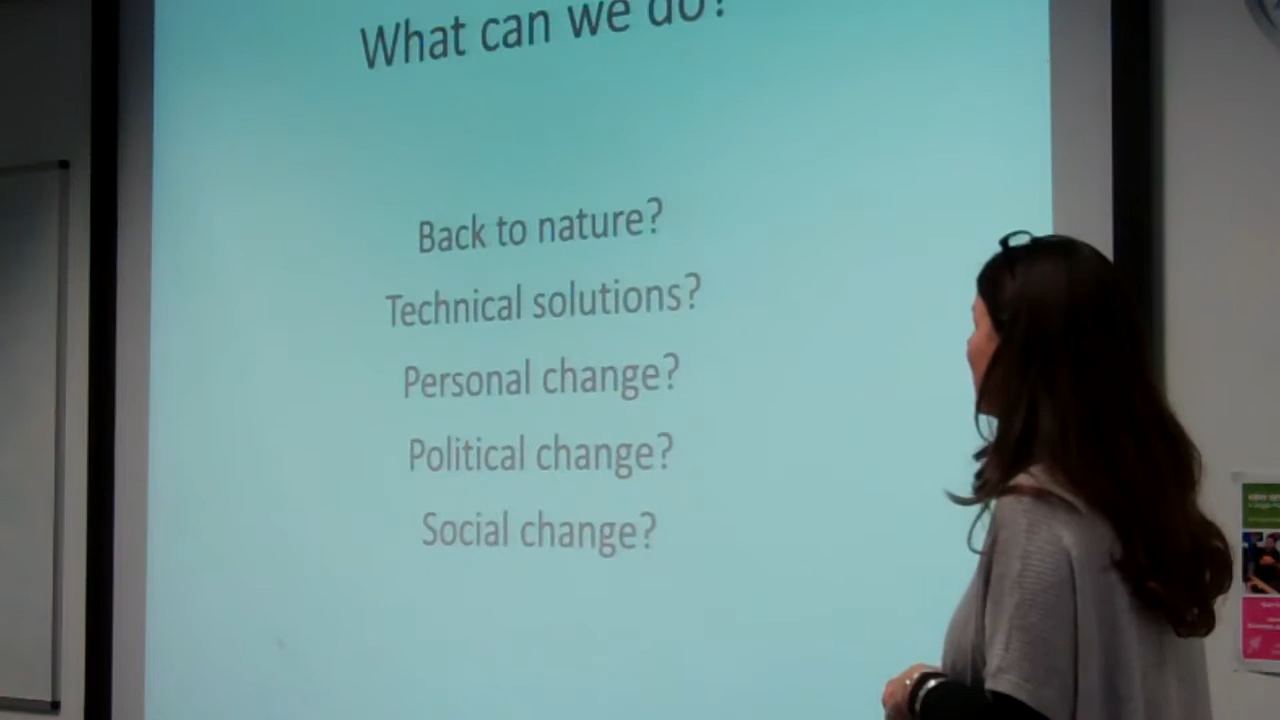 What can we do?
Back to nature?
Technical solutions?
Personal change?
Political change?
Social change?